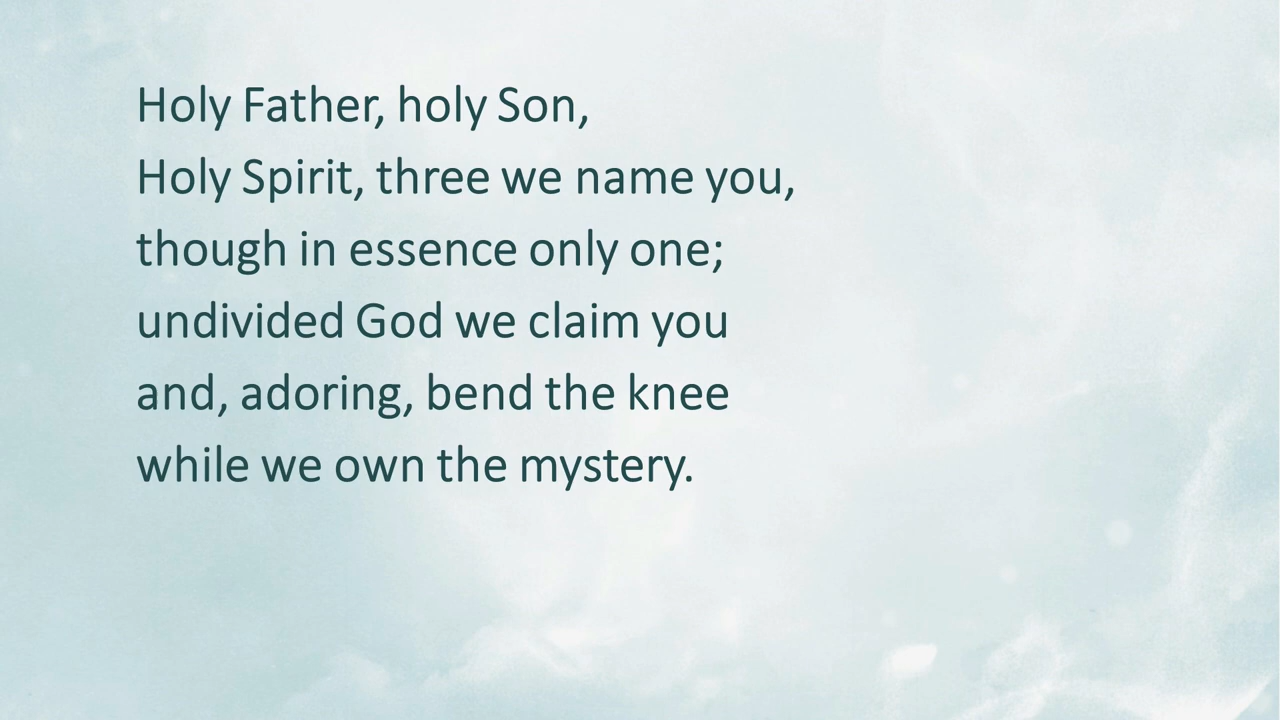 Holy Father, holy Son,
Holy Spirit, three we name you,
though in essence only one;
undivided God we claim you
and, adoring, bend the knee
while we own the mystery.